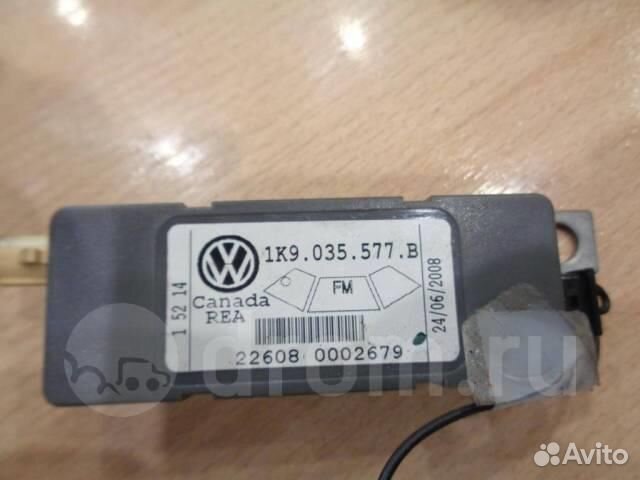 1K9.035.577.B
Canada
REA
FM
22608 0002679
1 52 14
24/06/2008
drom.ru
Avito